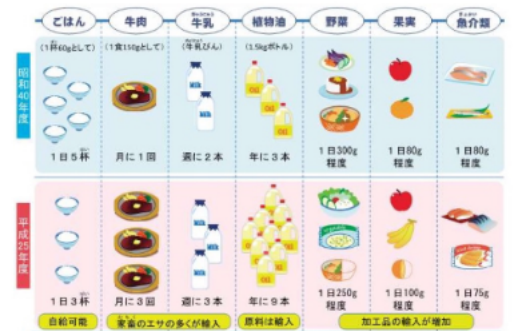 ごはん 牛肉 牛乳 植物油 野菜 果実 魚介類
(1杯60gとして) (1食150gとして) (牛乳びん) (1.5kgボトル)
昭和40年度
1日5杯 月に1回 週に2本 年に3本 1日300g程度 1日80g程度 1日80g程度
平成25年度
1日3杯 月に3回 週に3本 年に9本 1日250g程度 1日100g程度 1日75g程度
自給可能 家畜のエサの多くが輸入 原料は輸入 加工品の輸入が増加